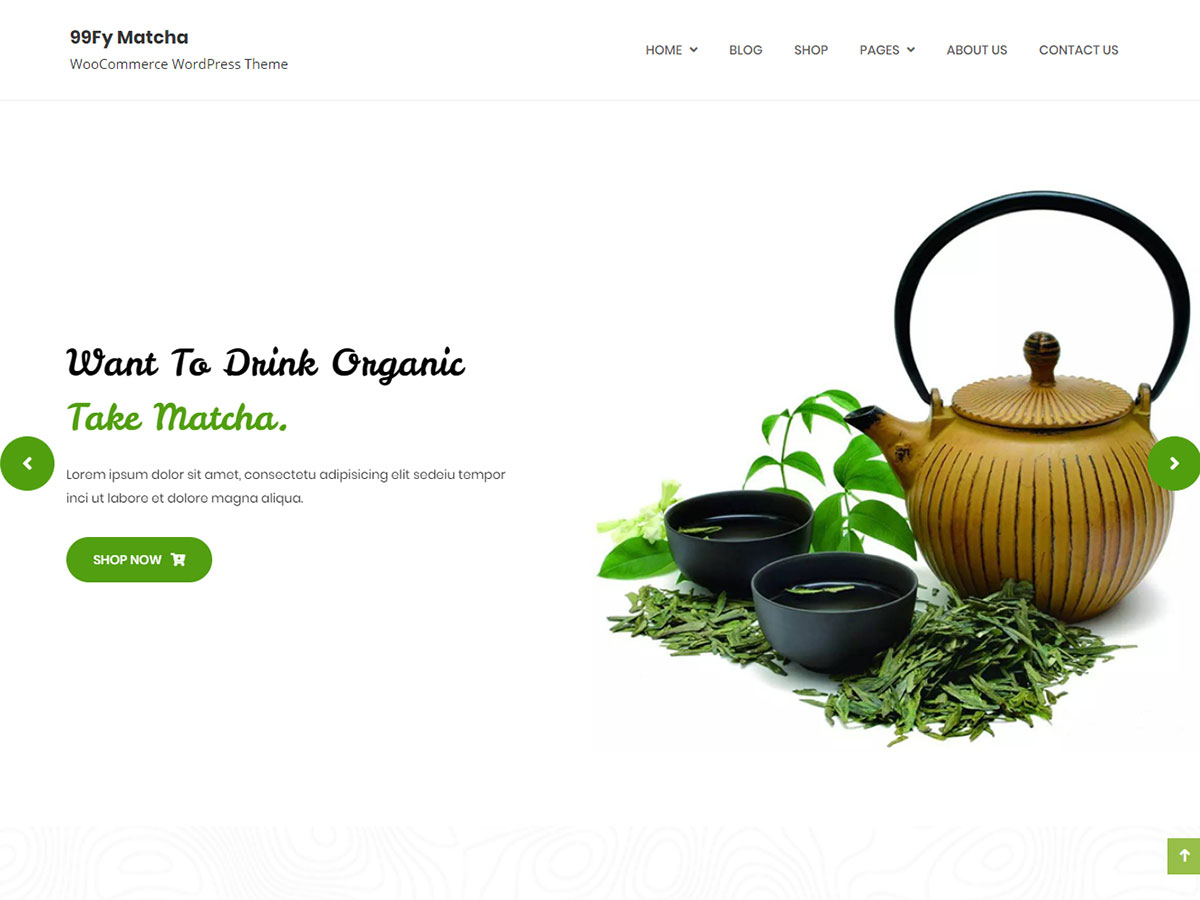 99Fy Matcha
WooCommerce WordPress Theme
HOME
BLOG
SHOP
PAGES
ABOUT US
CONTACT US
Want To Drink Organic
Take Matcha.
Lorem ipsum dolor sit amet, consectetu adipisicing elit sedeiu tempor
inci ut labore et dolore magna aliqua.
SHOP NOW